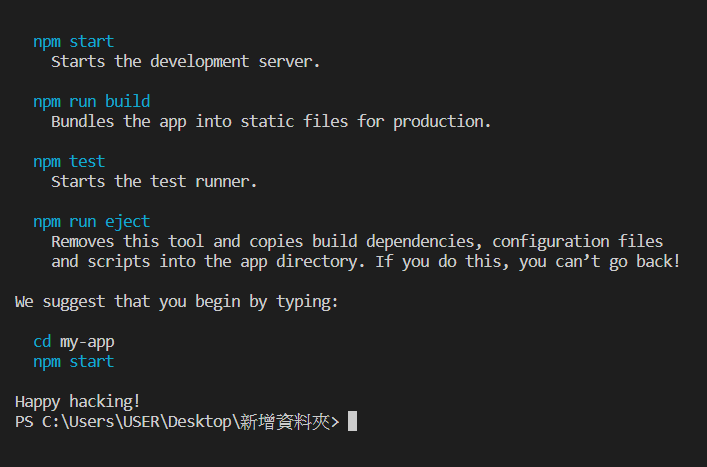 npm start
Starts the development server.
npm run build
Bundles the app into static files for production.
npm test
Starts the test runner.
npm run eject
Removes this tool and copies build dependencies, configuration files
and scripts into the app directory. If you do this, you can’t go back!
We suggest that you begin by typing:
cd my-app
npm start
Happy hacking!
PS C:\Users\USER\Desktop\新增資料夾>